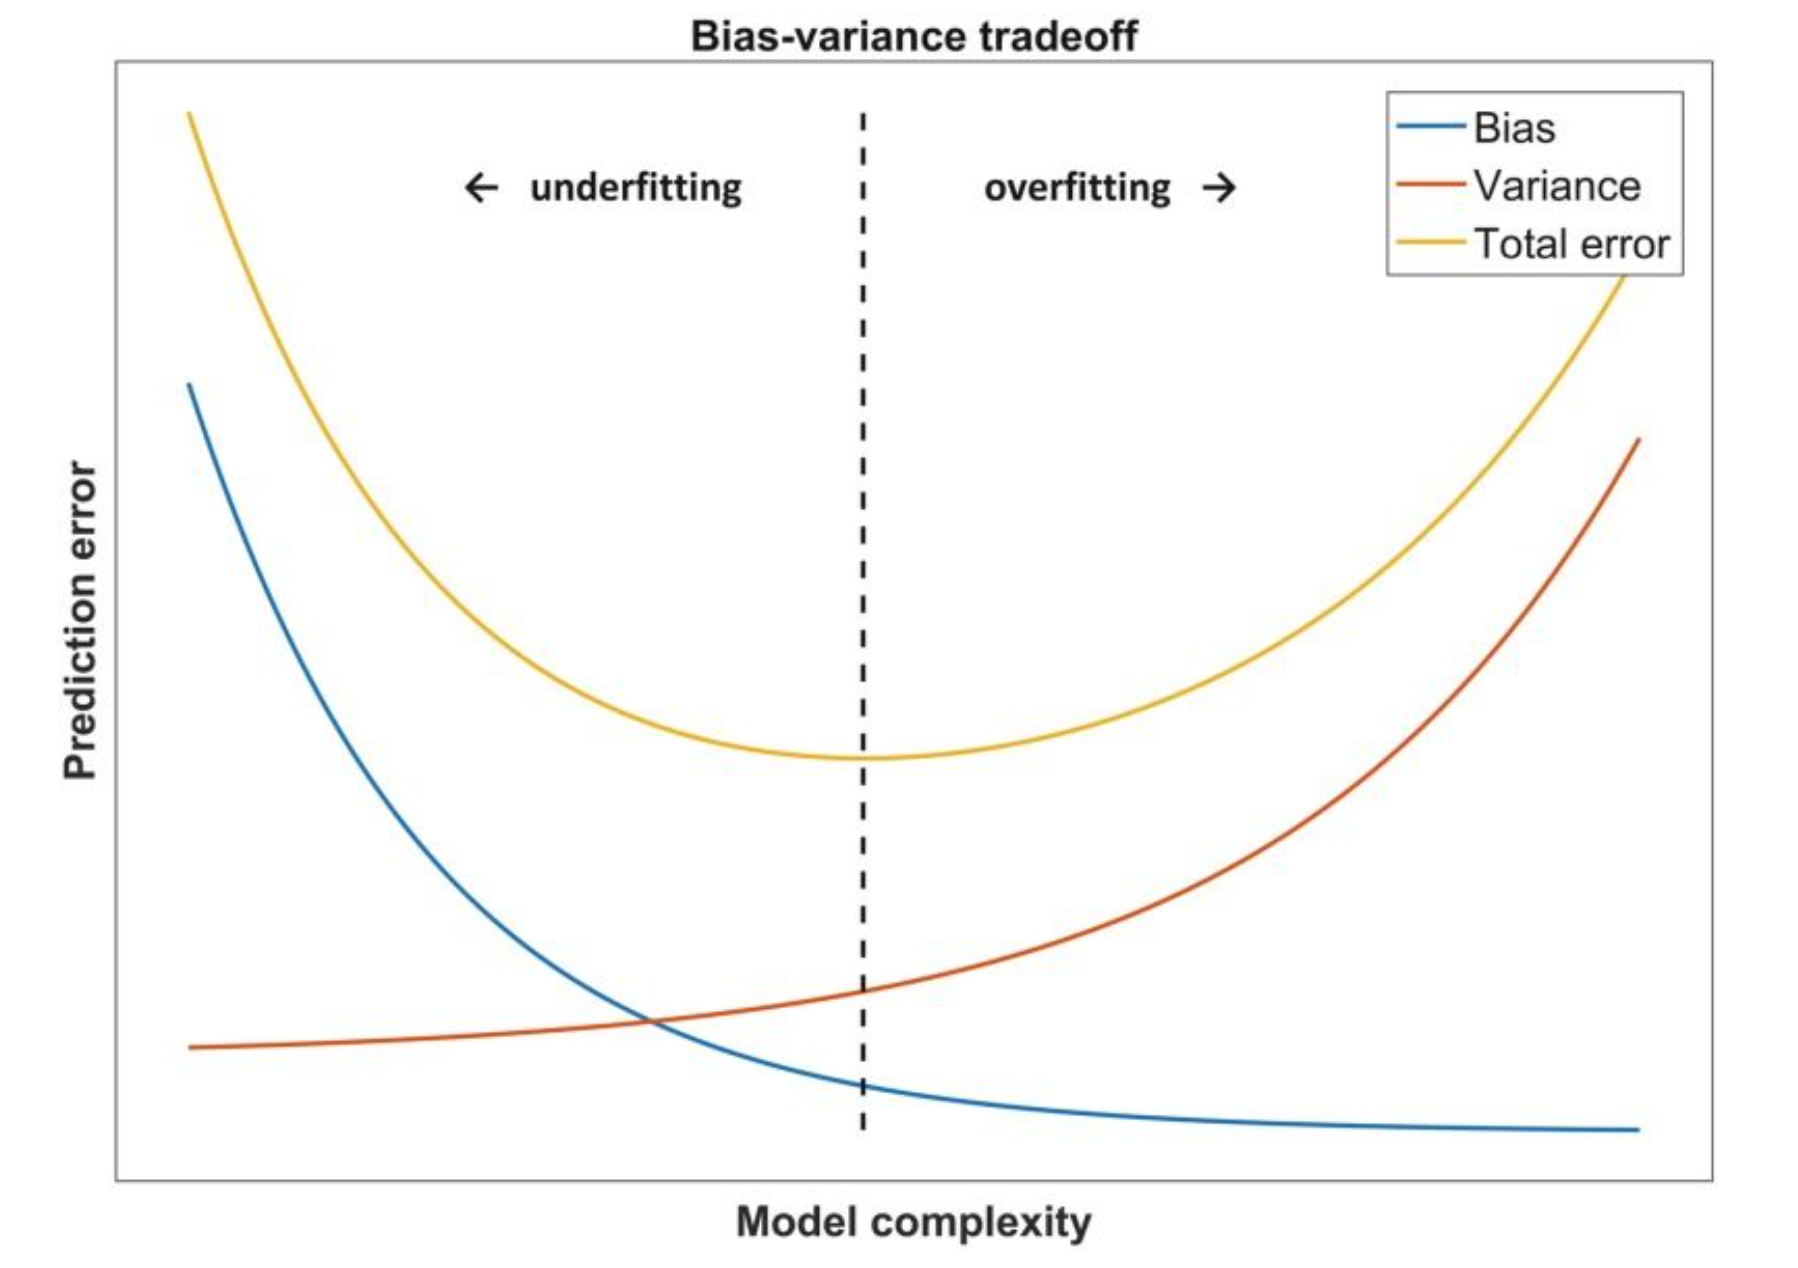 Bias-variance tradeoff
← underfitting
overfitting →
Bias
Variance
Total error
Prediction error
Model complexity